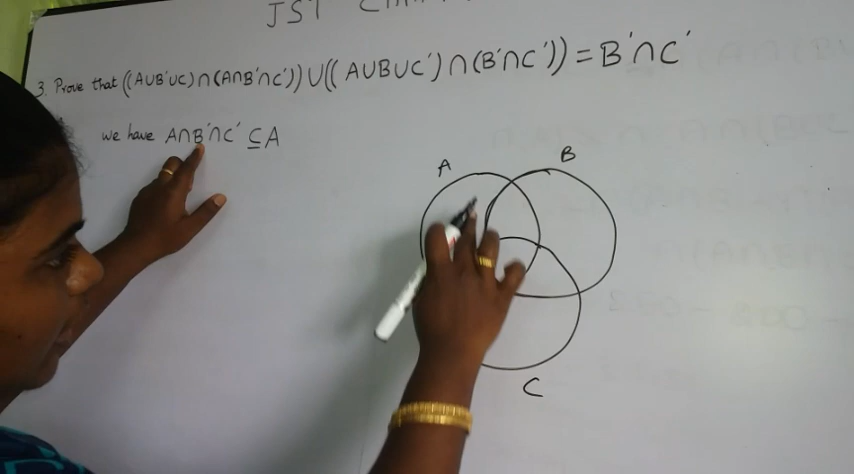 JST
3. Prove that ((A∪B'∪C)∩(A∩B'∩C'))∪((A∪B∪C')∩(B'∩C'))=B'∩C'
we have A∩B'∩C' ⊆ A
A
B
C